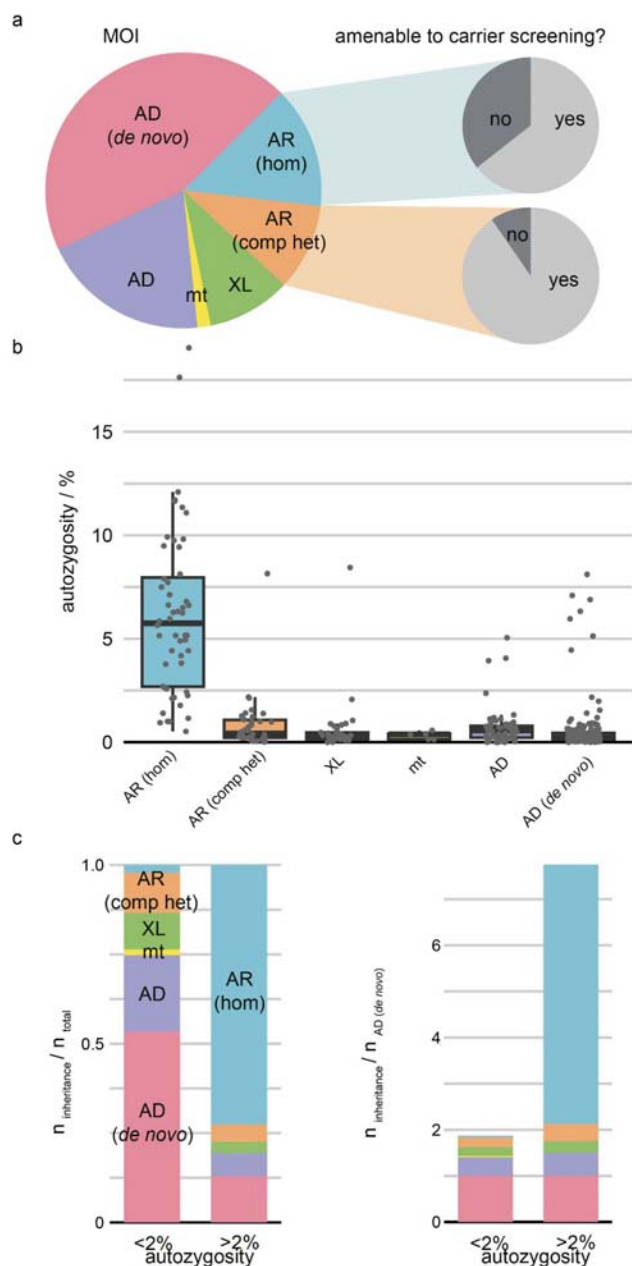 a
MOI
amenable to carrier screening?
AD
(de novo)
AR
(hom)
no
yes
AR
(comp het)
no
yes
AD
mt
XL
b
autozygosity / %
15
10
5
0
AR (hom)
AR (comp het)
XL
mt
AD
AD (de novo)
c
n inheritance / n total
1.0
0.5
0
AR
(comp het)
XL
mt
AD
AD
(de novo)
AR
(hom)
<2%
>2%
autozygosity
n inheritance / n AD (de novo)
6
4
2
0
<2%
>2%
autozygosity